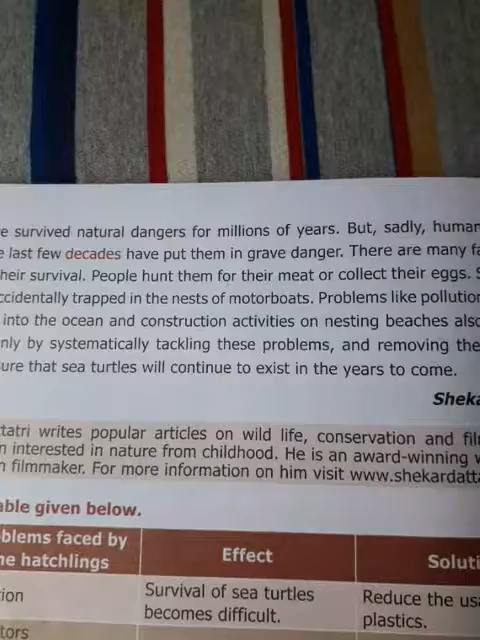 e survived natural dangers for millions of years. But, sadly, human
e last few decades have put them in grave danger. There are many fa
heir survival. People hunt them for their meat or collect their eggs. S
ccidentally trapped in the nests of motorboats. Problems like pollution
into the ocean and construction activities on nesting beaches also
nly by systematically tackling these problems, and removing the
ure that sea turtles will continue to exist in the years to come.
Sheka
ttatri writes popular articles on wild life, conservation and fil
n interested in nature from childhood. He is an award-winning w
n filmmaker. For more information on him visit www.shekardatta
able given below.
blems faced by
he hatchlings
Effect
Soluti
ion
Survival of sea turtles
becomes difficult.
Reduce the usa
plastics.
tors